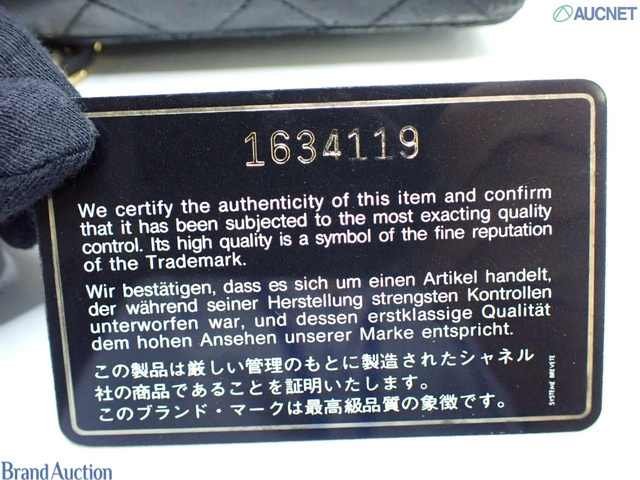 AUCNET
1634119
We certify the authenticity of this item and confirm
that it has been subjected to the most exacting quality
control. Its high quality is a symbol of the fine reputation
of the Trademark.
Wir bestätigen, dass es sich um einen Artikel handelt,
der während seiner Herstellung strengsten Kontrollen
unterworfen war, und dessen erstklassige Qualität
dem hohen Ansehen unserer Marke entspricht.
この製品は厳しい管理のもとに製造されたシャネル
社の商品であることを証明いたします。
このブランド・マークは最高級品質の象徴です。
SYSTEME BREVETE
Brand Auction